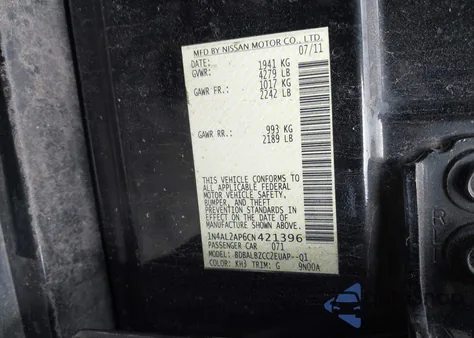 MFD BY NISSAN MOTOR CO., LTD.
DATE: 07/11
GVWR: 1941 KG
4279 LB
GAWR FR.: 1017 KG
2242 LB
GAWR RR.: 993 KG
2189 LB
THIS VEHICLE CONFORMS TO
ALL APPLICABLE FEDERAL
MOTOR VEHICLE SAFETY,
BUMPER, AND THEFT
PREVENTION STANDARDS IN
EFFECT ON THE DATE OF
MANUFACTURE SHOWN ABOVE.
1N4AL2AP6CN421396
PASSENGER CAR 071
MODEL: BDBALBZCC2EUAP--Q1
COLOR: KH3 TRIM: G 9N00A
R